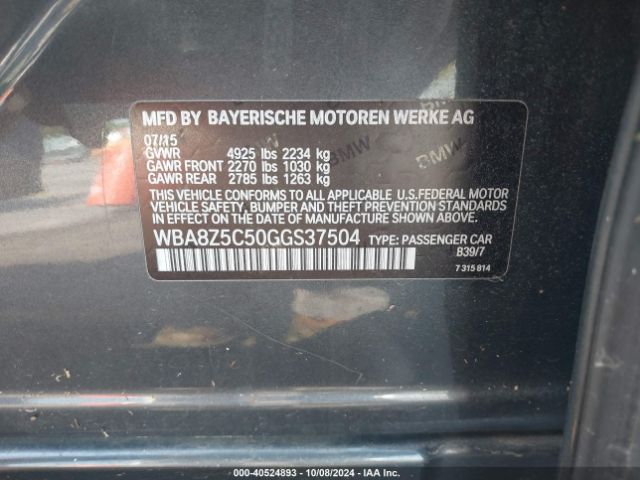 MFD BY BAYERISCHE MOTOREN WERKE AG
07/15
GVWR 4925 lbs 2234 kg
GAWR FRONT 2270 lbs 1030 kg
GAWR REAR 2785 lbs 1263 kg
THIS VEHICLE CONFORMS TO ALL APPLICABLE U.S.FEDERAL MOTOR
VEHICLE SAFETY, BUMPER AND THEFT PREVENTION STANDARDS
IN EFFECT ON THE DATE OF MANUFACTURE SHOWN ABOVE.
WBA8Z5C50GGS37504 TYPE: PASSENGER CAR
B39/7
7 315 814
BMW
BMW
000-40524893 - 10/08/2024 - IAA Inc.